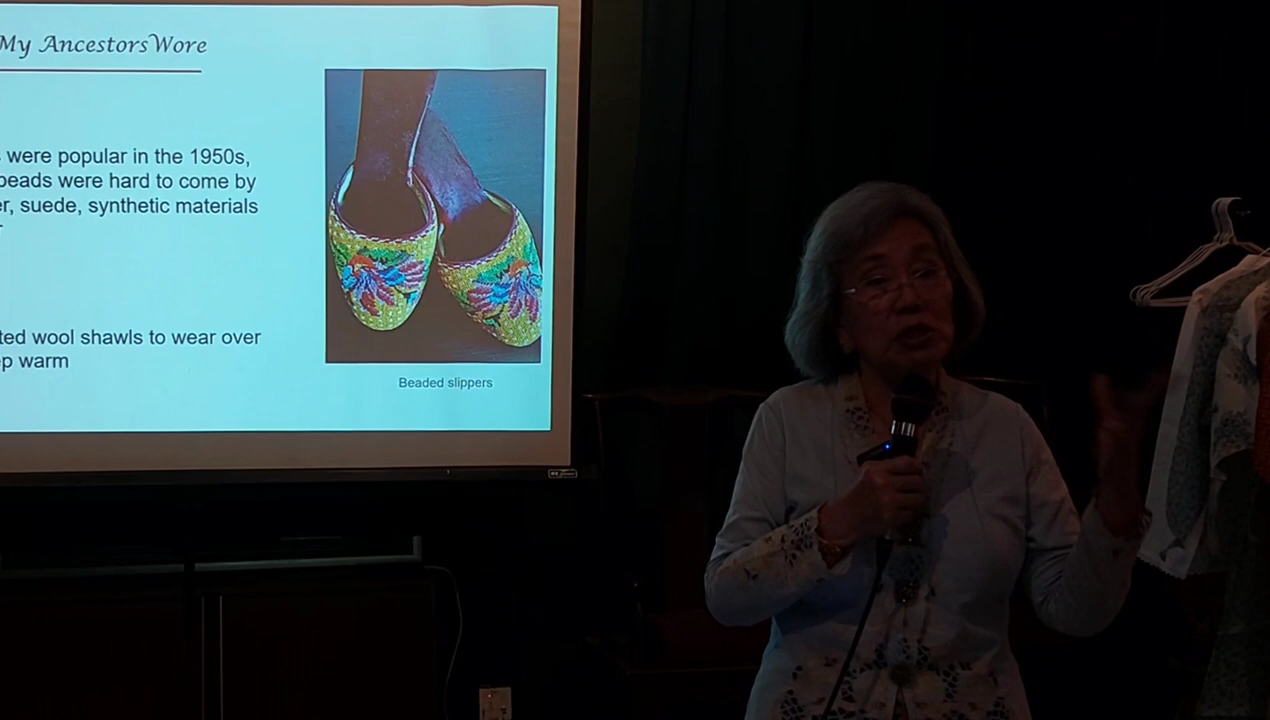 My Ancestors Wore
were popular in the 1950s,
beads were hard to come by
suede, synthetic materials
wool shawls to wear over
warm
Beaded slippers